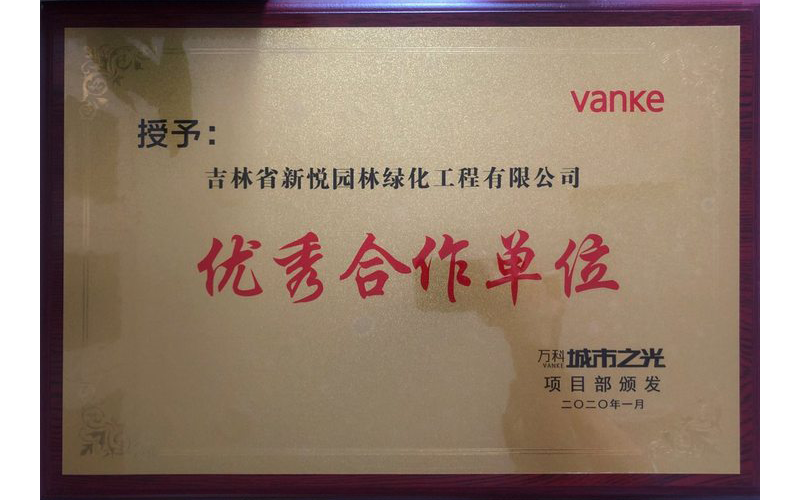 vanke
授予：
吉林省新悦园林绿化工程有限公司
优秀合作单位
万科 VANKE 城市之光
项目部颁发
二〇二〇年一月